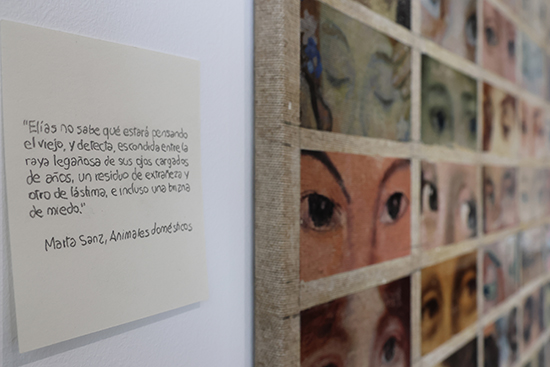 "Elías no sabe qué estará pensando
el viejo, y detecta, escondida entre la
raya legañosa de sus ojos cargados
de años, un residuo de extrañeza y
otro de lástima, e incluso una brizna
de miedo."
Marta Sanz, Animales domésticos